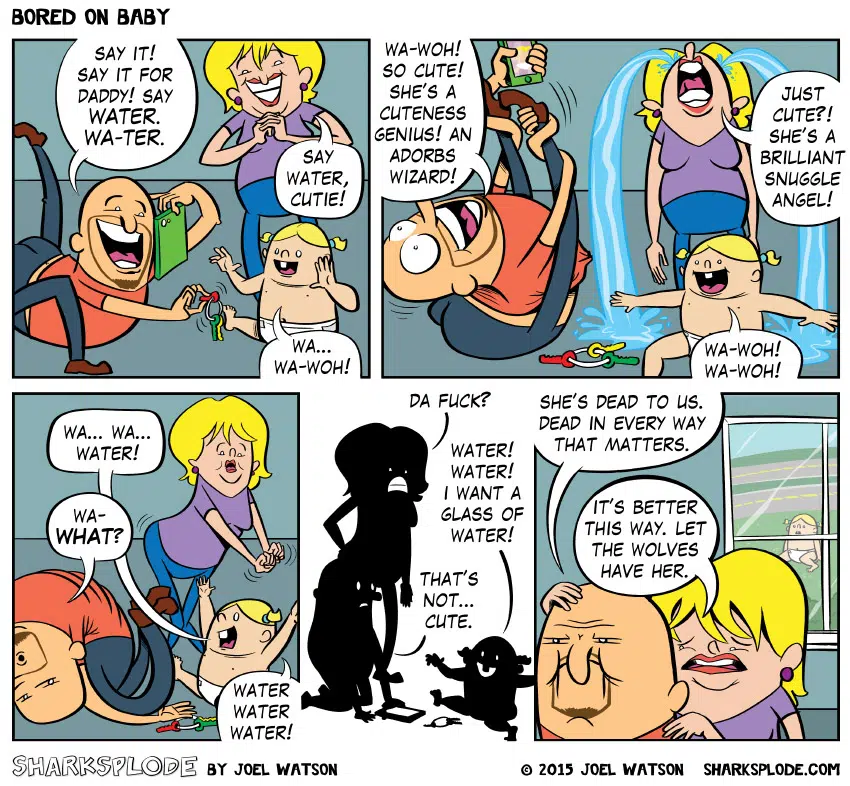 BORED ON BABY
SAY IT!
SAY IT FOR
DADDY! SAY
WATER.
WA-TER.
SAY
WATER,
CUTIE!
WA...
WA-WOH!
WA-WOH!
SO CUTE!
SHE'S A
CUTENESS
GENIUS! AN
ADORBS
WIZARD!
JUST
CUTE?!
SHE'S A
BRILLIANT
SNUGGLE
ANGEL!
WA-WOH!
WA-WOH!
WA... WA...
WATER!
WA-
WHAT?
WATER
WATER
WATER!
DA FUCK?
WATER!
WATER!
I WANT A
GLASS OF
WATER!
THAT'S
NOT...
CUTE.
SHE'S DEAD TO US.
DEAD IN EVERY WAY
THAT MATTERS.
IT'S BETTER
THIS WAY. LET
THE WOLVES
HAVE HER.
SHARKSPLODE BY JOEL WATSON
© 2015 JOEL WATSON SHARKSPLODE.COM